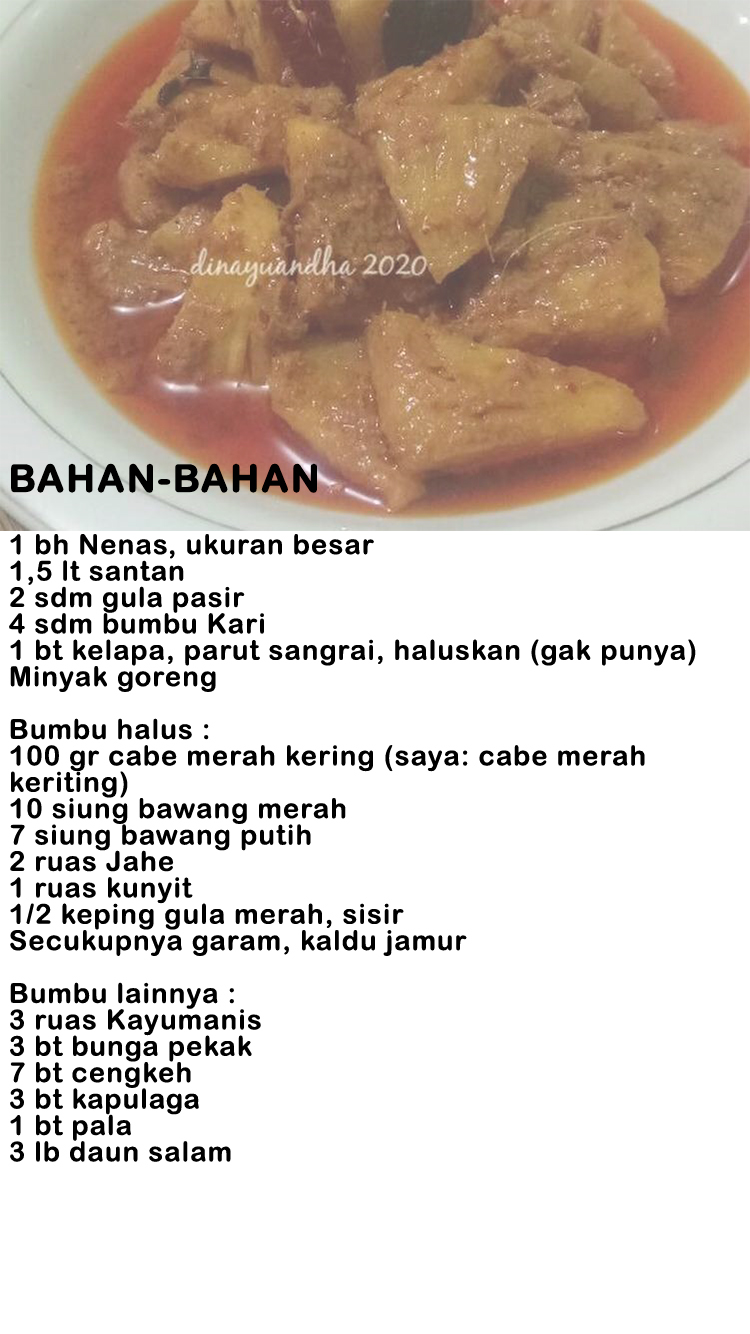 dinayuandha 2020
BAHAN-BAHAN
1 bh Nenas, ukuran besar
1,5 lt santan
2 sdm gula pasir
4 sdm bumbu Kari
1 bt kelapa, parut sangrai, haluskan (gak punya)
Minyak goreng
Bumbu halus :
100 gr cabe merah kering (saya: cabe merah
keriting)
10 siung bawang merah
7 siung bawang putih
2 ruas Jahe
1 ruas kunyit
1/2 keping gula merah, sisir
Secukupnya garam, kaldu jamur
Bumbu lainnya :
3 ruas Kayumanis
3 bt bunga pekak
7 bt cengkeh
3 bt kapulaga
1 bt pala
3 lb daun salam